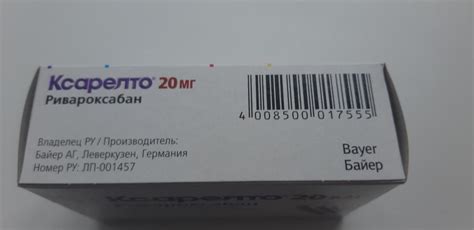 Ксарелто® 20 мг
Ривароксабан
4 008500 017555
Владелец РУ / Производитель:
Байер АГ, Леверкузен, Германия
Номер РУ: ЛП-001457
Bayer
Байер
Ксарелто® 20 мг
Ривароксабан